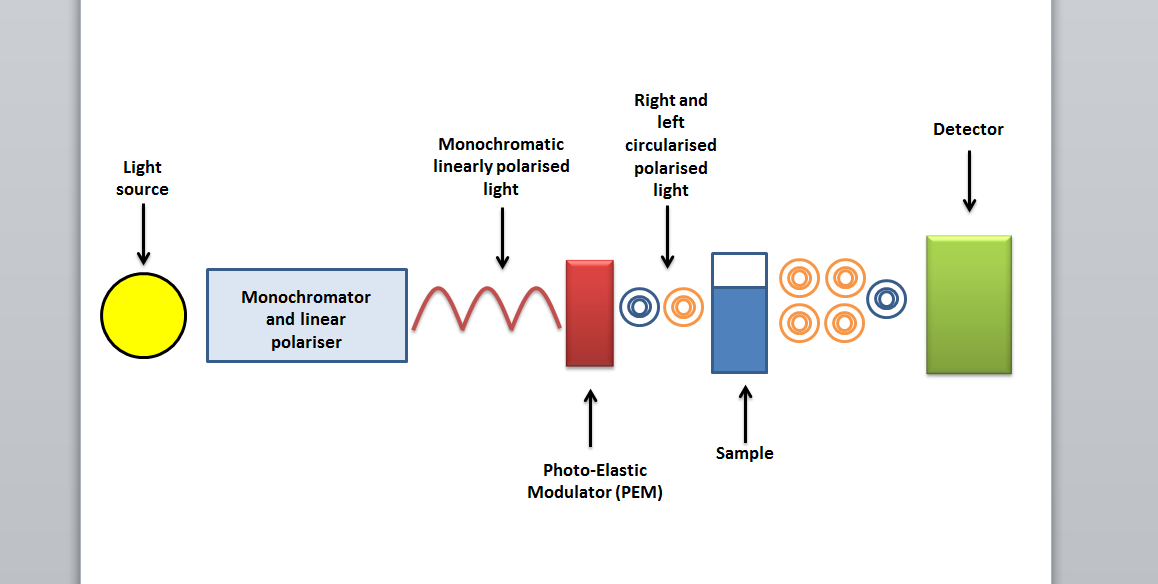 Light
source
Monochromator
and linear
polariser
Monochromatic
linearly polarised
light
Photo-Elastic
Modulator (PEM)
Right and
left
circularised
polarised
light
Sample
Detector